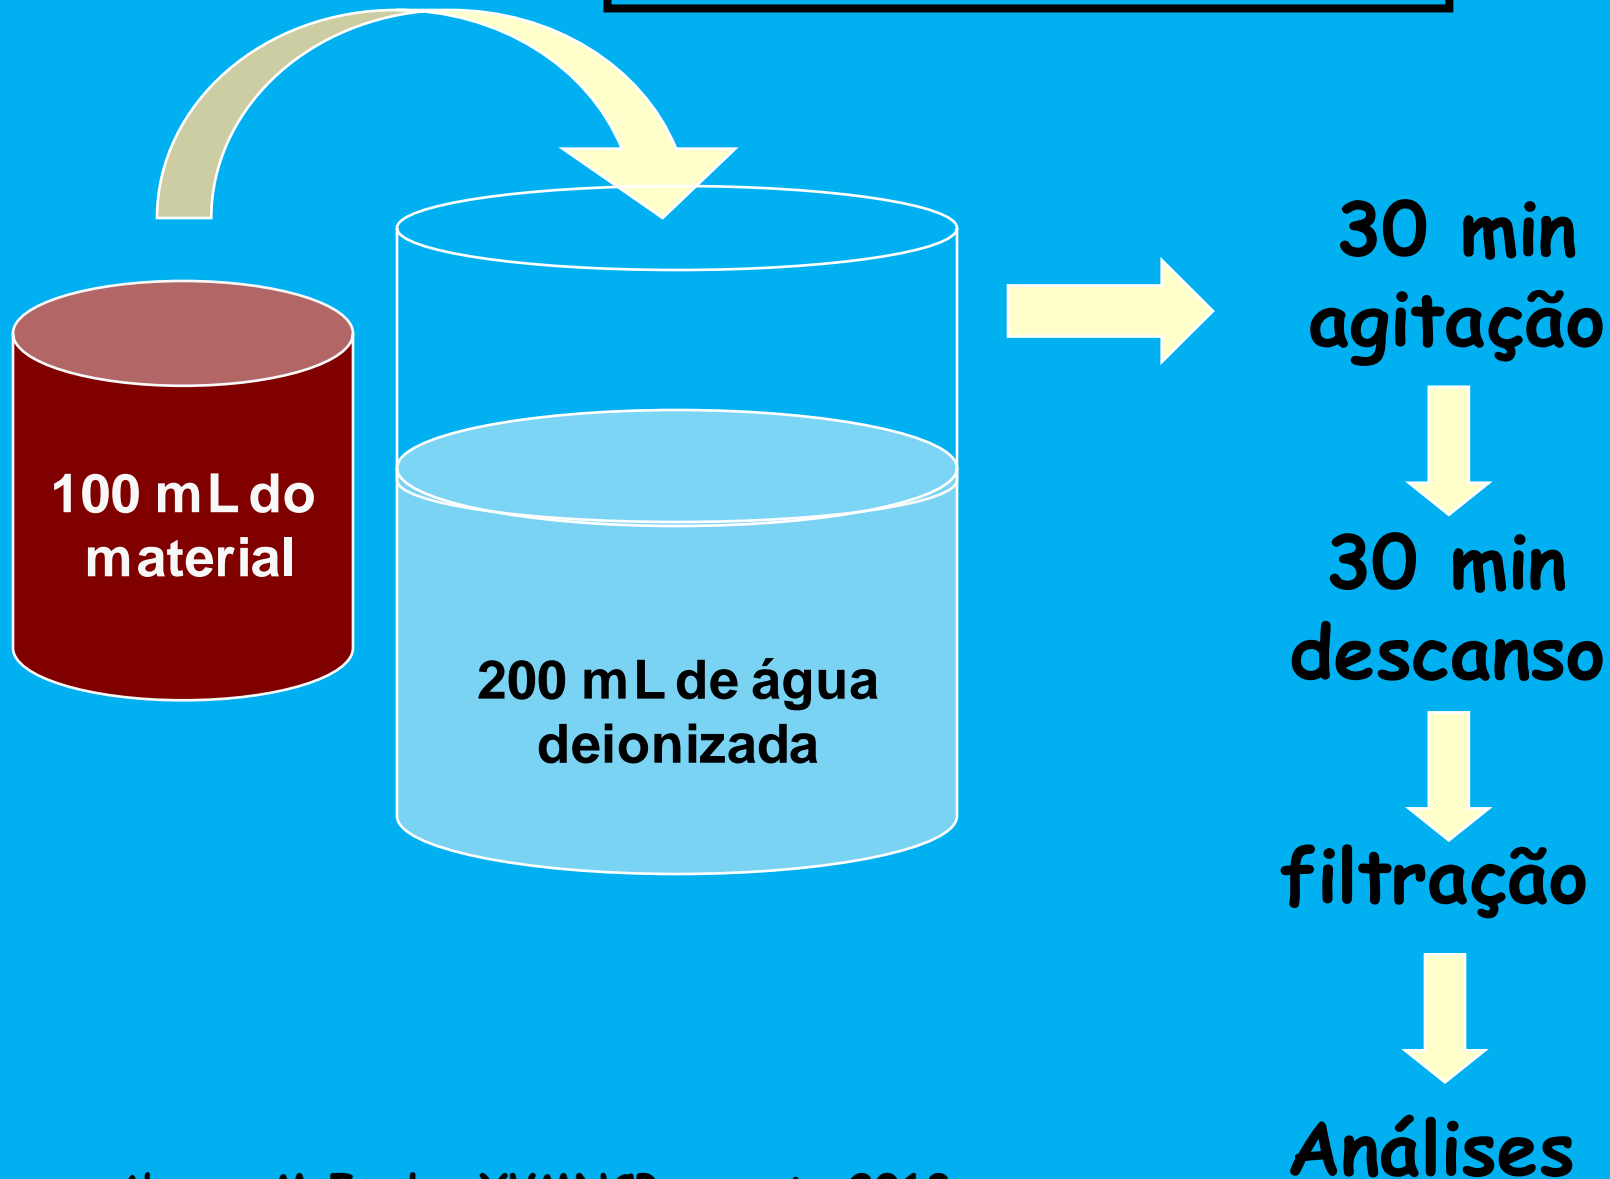 100 mL do
material
200 mL de água
deionizada
30 min
agitação
30 min
descanso
filtração
Análises